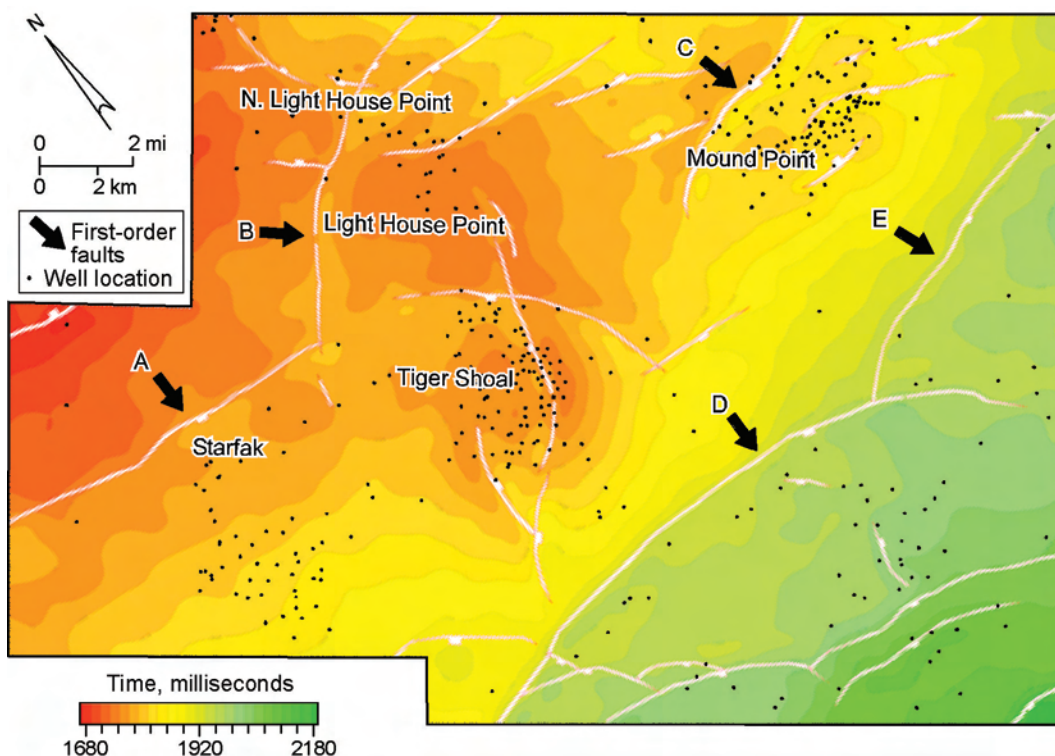 N
0 2 mi
0 2 km
First-order
faults
Well location
N. Light House Point
C
Mound Point
B
Light House Point
E
A
Tiger Shoal
D
Starfak
Time, milliseconds
1680 1920 2180